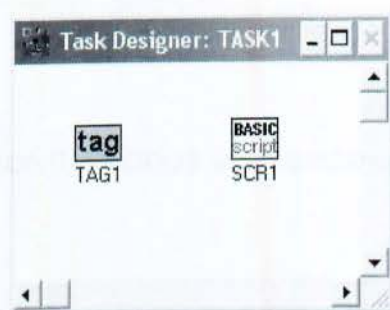 Task Designer: TASK1
tag
TAG1
BASIC
script
SCR1